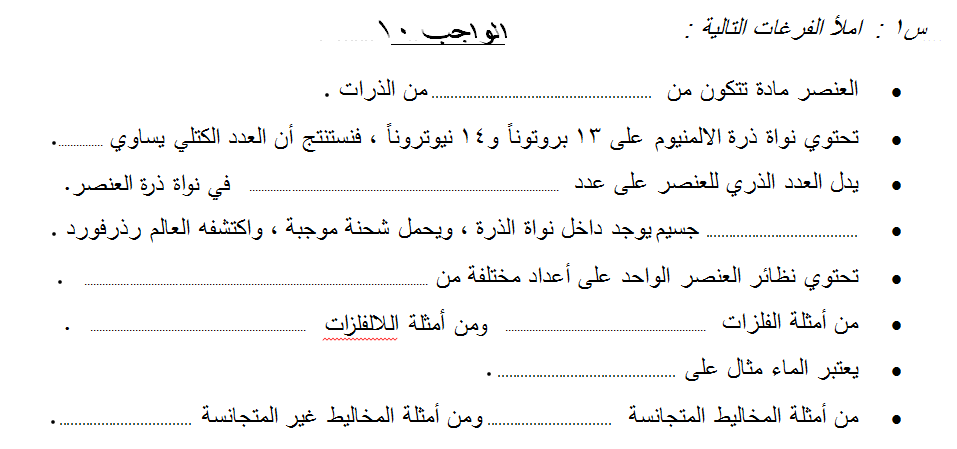 س١ : املأ الفرغات التالية :
الواجب ١٠
• العنصر مادة تتكون من ........................ من الذرات .
• تحتوي نواة ذرة الالمنيوم على ١٣ بروتوناً و١٤ نيوتروناً ، فنستنتج أن العدد الكتلي يساوي ............ .
• يدل العدد الذري للعنصر على عدد ........................ في نواة ذرة العنصر.
• ........................ جسيم يوجد داخل نواة الذرة ، ويحمل شحنة موجبة ، واكتشفه العالم رذرفورد .
• تحتوي نظائر العنصر الواحد على أعداد مختلفة من ........................ .
• من أمثلة الفلزات ........................ ومن أمثلة اللالفلزات ........................ .
• يعتبر الماء مثال على ........................ .
• من أمثلة المخاليط المتجانسة ........................ ومن أمثلة المخاليط غير المتجانسة ........................ .